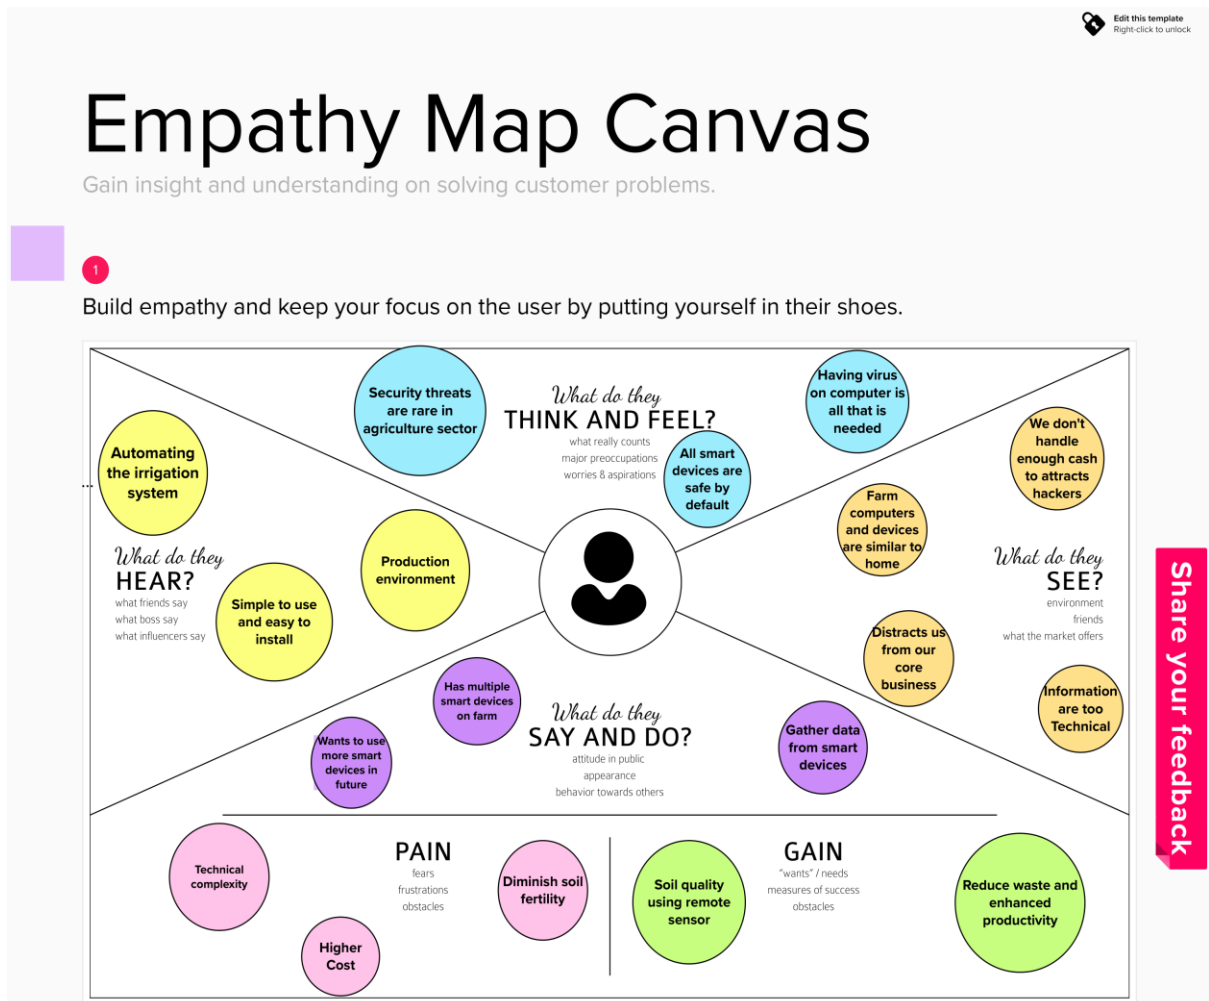 Edit this template
Right-click to unlock
Empathy Map Canvas
Gain insight and understanding on solving customer problems.
1
Build empathy and keep your focus on the user by putting yourself in their shoes.
Security threats
are rare in
agriculture sector
What do they
THINK AND FEEL?
what really counts
major preoccupations
worries & aspirations
All smart
devices are
safe by
default
Having virus
on computer is
all that is
needed
Automating
the irrigation
system
Production
environment
What do they
HEAR?
what friends say
what boss say
what influencers say
Simple to use
and easy to
install
We don't
handle
enough cash
to attracts
hackers
Farm
computers
and devices
are similar to
home
What do they
SEE?
environment
friends
what the market offers
Distracts us
from our
core
business
Information
are too
Technical
Has multiple
smart devices
on farm
Wants to use
more smart
devices in
future
What do they
SAY AND DO?
attitude in public
appearance
behavior towards others
Gather data
from smart
devices
Technical
complexity
PAIN
fears
frustrations
obstacles
Diminish soil
fertility
Higher
Cost
Soil quality
using remote
sensor
GAIN
"wants" / needs
measures of success
obstacles
Reduce waste and
enhanced
productivity
Share your feedback